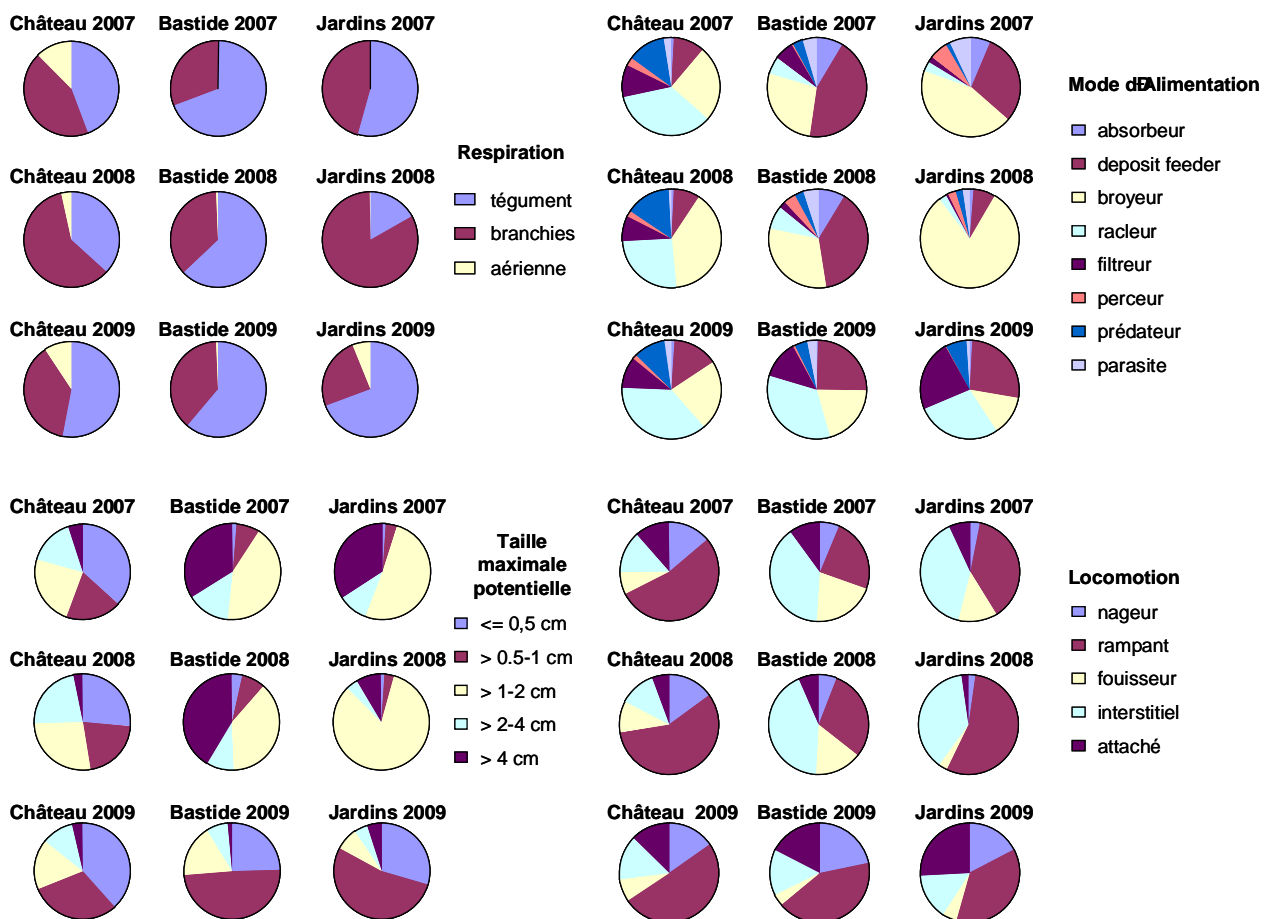 Château 2007
Bastide 2007
Jardins 2007
Château 2008
Bastide 2008
Jardins 2008
Château 2009
Bastide 2009
Jardins 2009
Respiration
tégument
branchies
aérienne
Château 2007
Bastide 2007
Jardins 2007
Château 2008
Bastide 2008
Jardins 2008
Château 2009
Bastide 2009
Jardins 2009
Mode d'Alimentation
absorbeur
deposit feeder
broyeur
racleur
filtreur
perceur
prédateur
parasite
Château 2007
Bastide 2007
Jardins 2007
Château 2008
Bastide 2008
Jardins 2008
Château 2009
Bastide 2009
Jardins 2009
Taille
maximale
potentielle
<= 0,5 cm
> 0.5-1 cm
> 1-2 cm
> 2-4 cm
> 4 cm
Château 2007
Bastide 2007
Jardins 2007
Château 2008
Bastide 2008
Jardins 2008
Château 2009
Bastide 2009
Jardins 2009
Locomotion
nageur
rampant
fouisseur
interstitiel
attaché